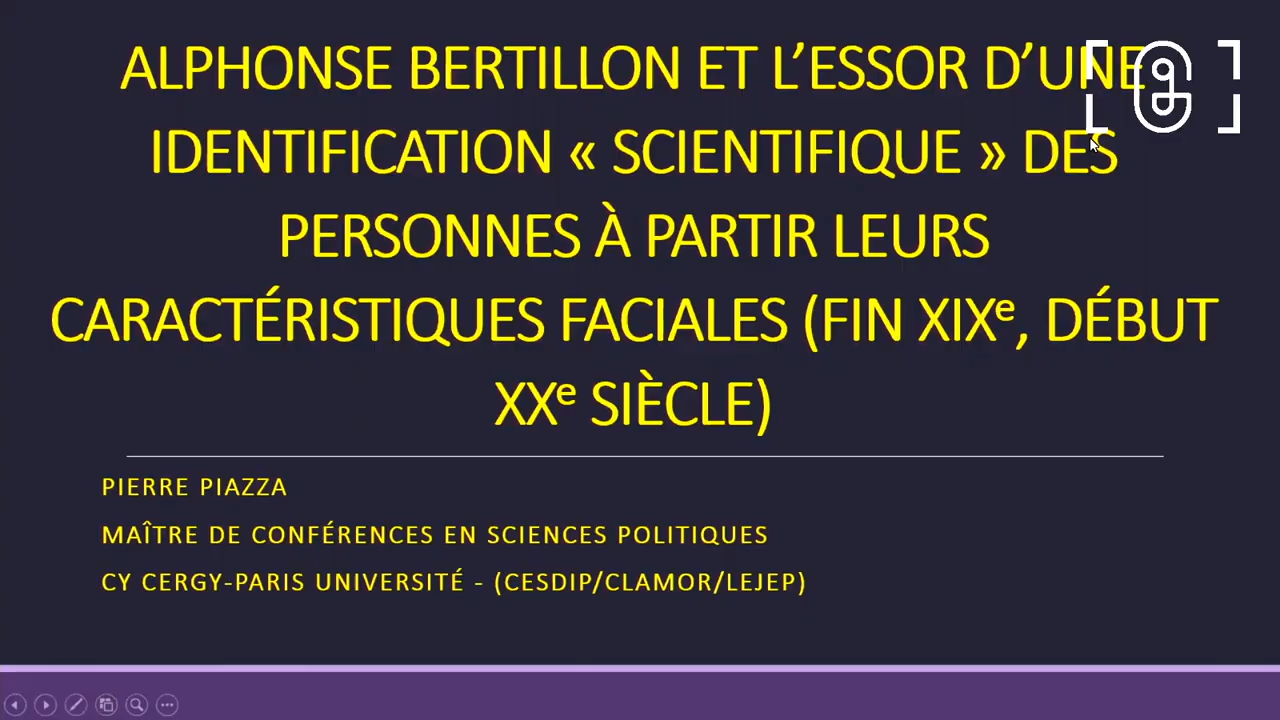 ALPHONSE BERTILLON ET L'ESSOR D'UNE
IDENTIFICATION « SCIENTIFIQUE » DES
PERSONNES À PARTIR LEURS
CARACTÉRISTIQUES FACIALES (FIN XIXe, DÉBUT
XXe SIÈCLE)
PIERRE PIAZZA
MAÎTRE DE CONFÉRENCES EN SCIENCES POLITIQUES
CY CERGY-PARIS UNIVERSITÉ - (CESDIP/CLAMOR/LEJEP)